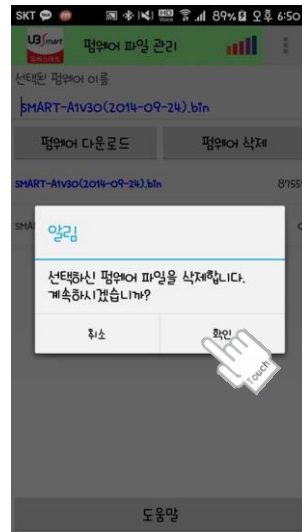 SKT 89% 오후 6:50
U3Smart 펌웨어 파일 관리
선택된 펌웨어 이름
SMART-A1V30(2014-09-24).bin
펌웨어 다운로드 펌웨어 삭제
SMART-A1V30(2014-09-24).bin 8755
SMA
알림
선택하신 펌웨어 파일을 삭제합니다.
계속하시겠습니까?
취소 확인
Touch
도움말